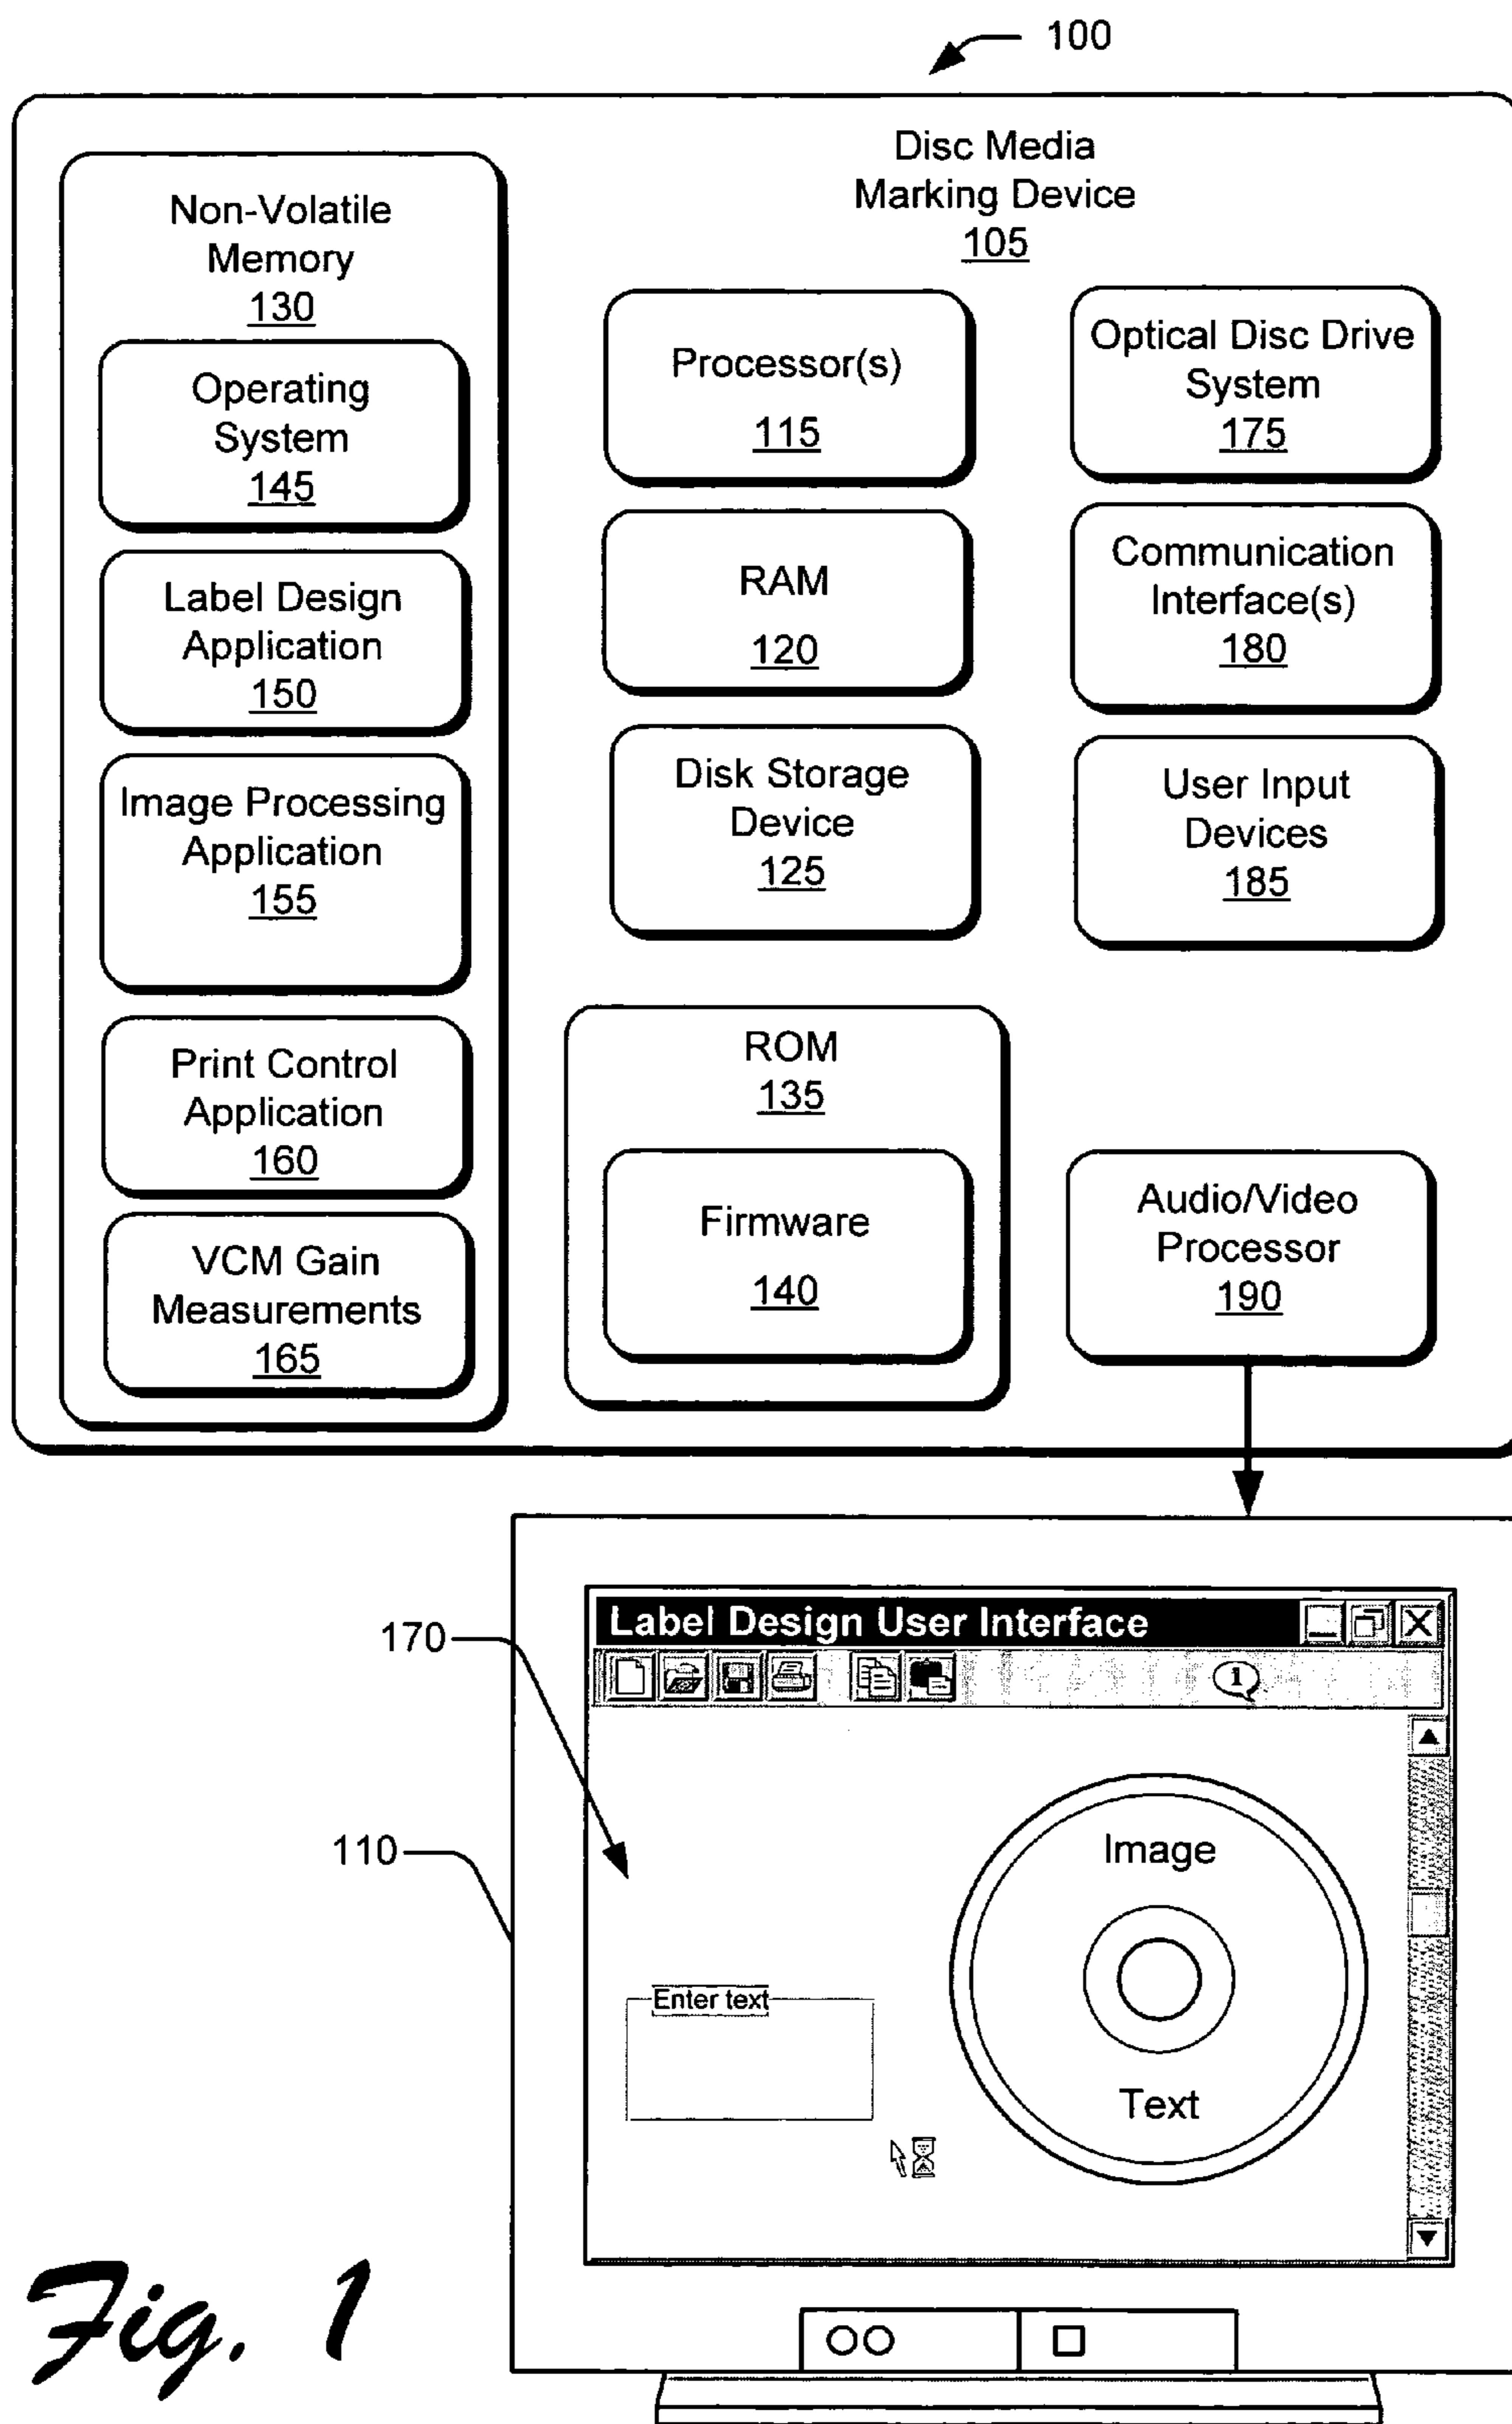 100
Disc Media
Marking Device
105
Non-Volatile
Memory
130
Operating
System
145
Label Design
Application
150
Image Processing
Application
155
Print Control
Application
160
VCM Gain
Measurements
165
Processor(s)
115
RAM
120
Disk Storage
Device
125
ROM
135
Firmware
140
Optical Disc Drive
System
175
Communication
Interface(s)
180
User Input
Devices
185
Audio/Video
Processor
190
170
110
Label Design User Interface
1
Image
Enter text
Text
Fig. 1